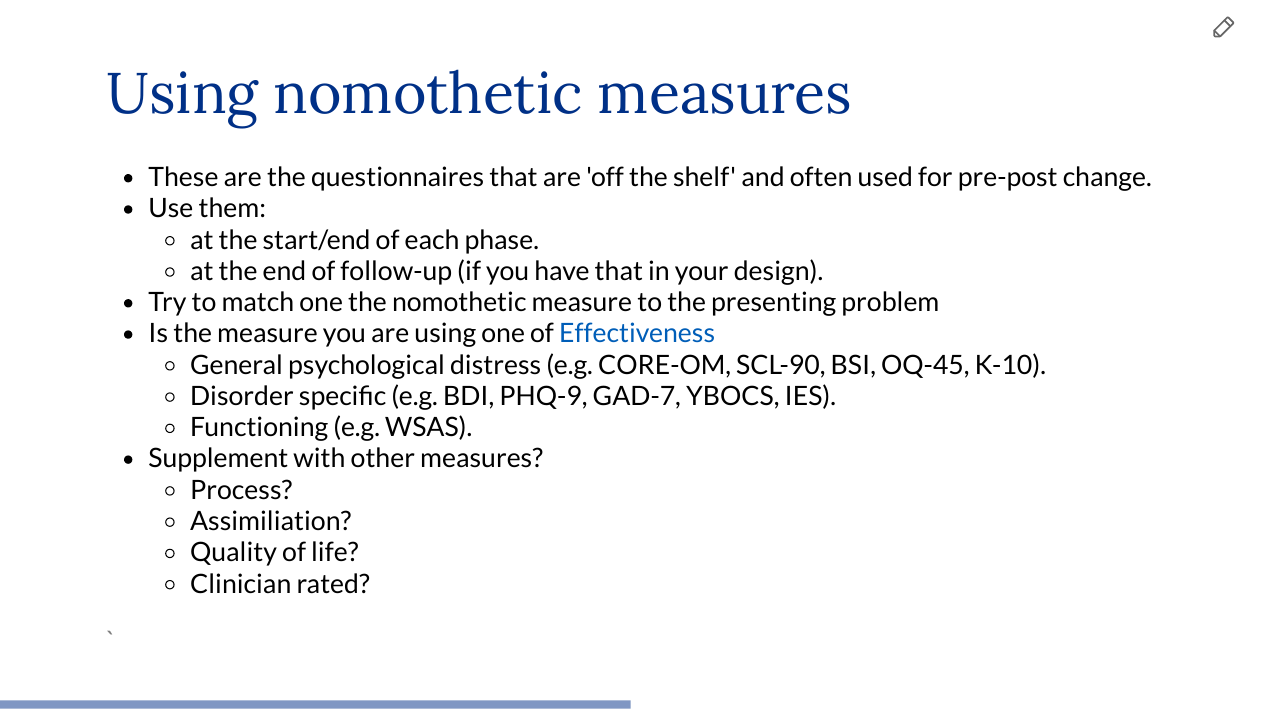 Using nomothetic measures
• These are the questionnaires that are 'off the shelf' and often used for pre-post change.
• Use them:
◦ at the start/end of each phase.
◦ at the end of follow-up (if you have that in your design).
• Try to match one the nomothetic measure to the presenting problem
• Is the measure you are using one of Effectiveness
◦ General psychological distress (e.g. CORE-OM, SCL-90, BSI, OQ-45, K-10).
◦ Disorder specific (e.g. BDI, PHQ-9, GAD-7, YBOCS, IES).
◦ Functioning (e.g. WSAS).
• Supplement with other measures?
◦ Process?
◦ Assimiliation?
◦ Quality of life?
◦ Clinician rated?
`